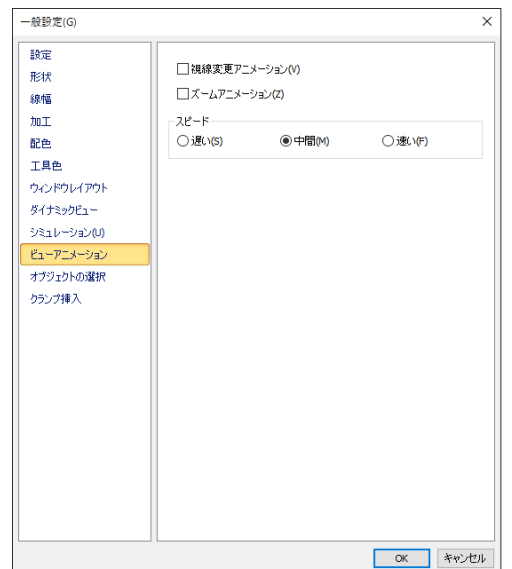 一般設定(G)
設定
形状
線幅
加工
配色
工具色
ウィンドウレイアウト
ダイナミックビュー
シミュレーション(U)
ビューアニメーション
オブジェクトの選択
クランプ挿入
視線変更アニメーション(V)
ズームアニメーション(Z)
スピード
遅い(S) 中間(M) 速い(F)
OK キャンセル